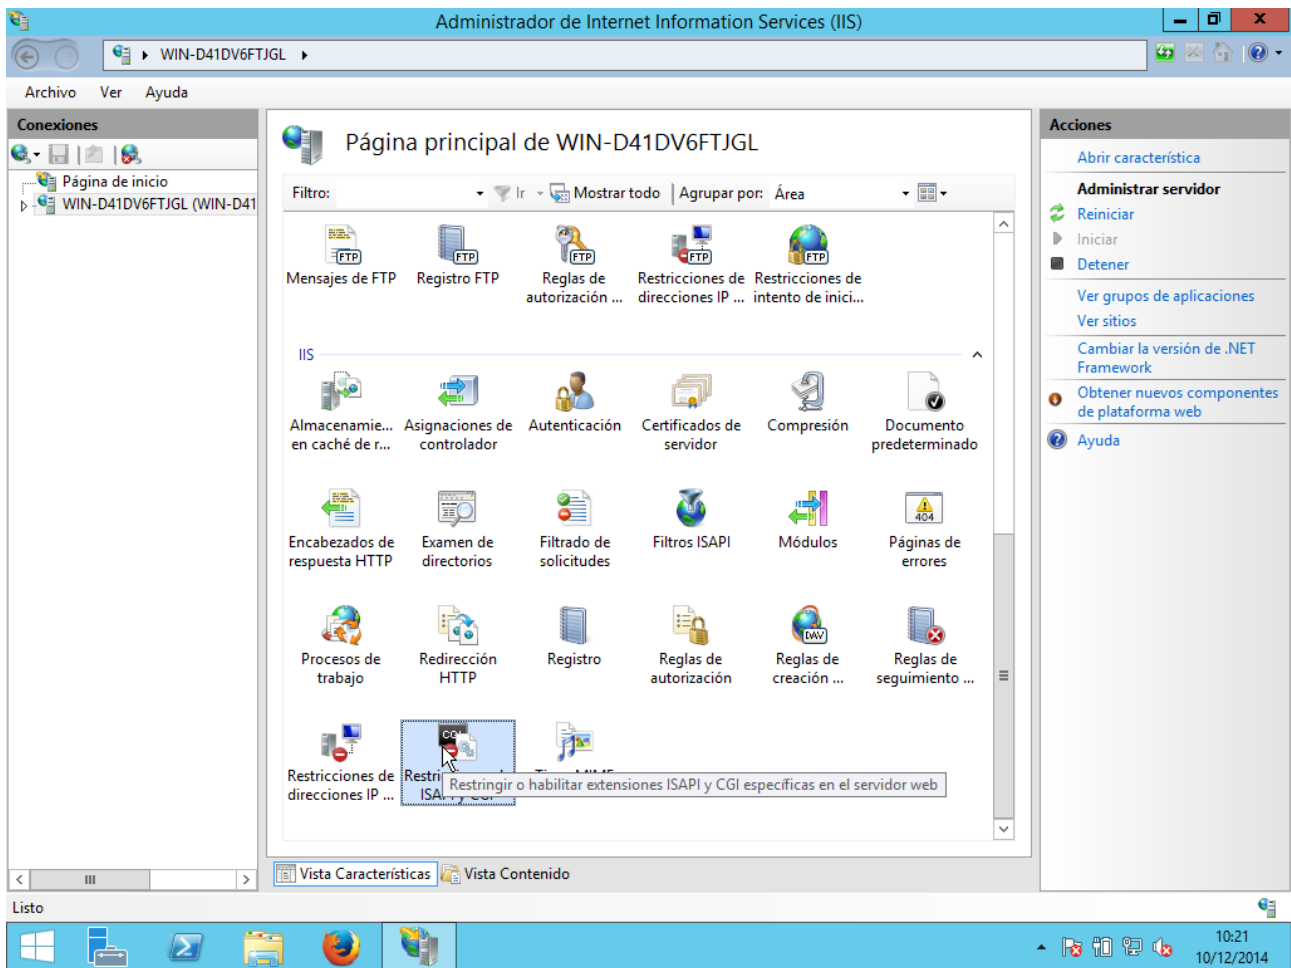 Administrador de Internet Information Services (IIS)
WIN-D41DV6FTJGL
Archivo Ver Ayuda
Conexiones
Página de inicio
WIN-D41DV6FTJGL (WIN-D41
Página principal de WIN-D41DV6FTJGL
Filtro: Ir Mostrar todo Agrupar por: Área
FTP FTP FTP FTP FTP
Mensajes de FTP Registro FTP Reglas de Restricciones de Restricciones de
autorización ... direcciones IP ... intento de inici...
IIS
Almacenamie... Asignaciones de Autenticación Certificados de Compresión Documento
en caché de r... controlador servidor predeterminado
404
Encabezados de Examen de Filtrado de Filtros ISAPI Módulos Páginas de
respuesta HTTP directorios solicitudes errores
DAV
Procesos de Redirección Registro Reglas de Reglas de Reglas de
trabajo HTTP autorización creación ... seguimiento ...
Restricciones de
direcciones IP ...
Restringir o habilitar extensiones ISAPI y CGI específicas en el servidor web
Vista Características Vista Contenido
Acciones
Abrir característica
Administrar servidor
Reiniciar
Iniciar
Detener
Ver grupos de aplicaciones
Ver sitios
Cambiar la versión de .NET
Framework
Obtener nuevos componentes
de plataforma web
Ayuda
Listo
10:21
10/12/2014